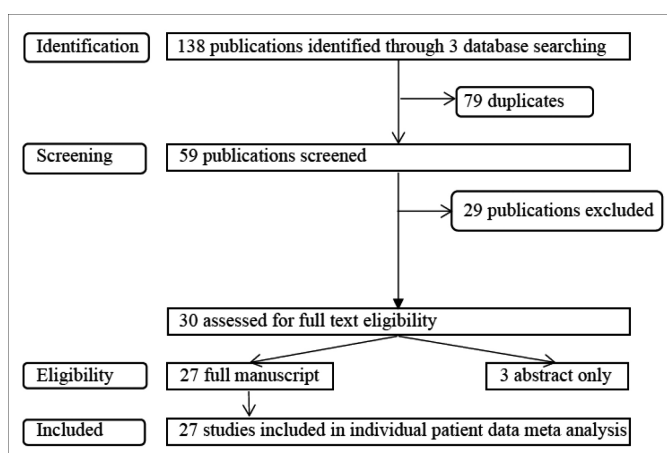 Identification
138 publications identified through 3 database searching
79 duplicates
Screening
59 publications screened
29 publications excluded
30 assessed for full text eligibility
Eligibility
27 full manuscript
3 abstract only
Included
27 studies included in individual patient data meta analysis